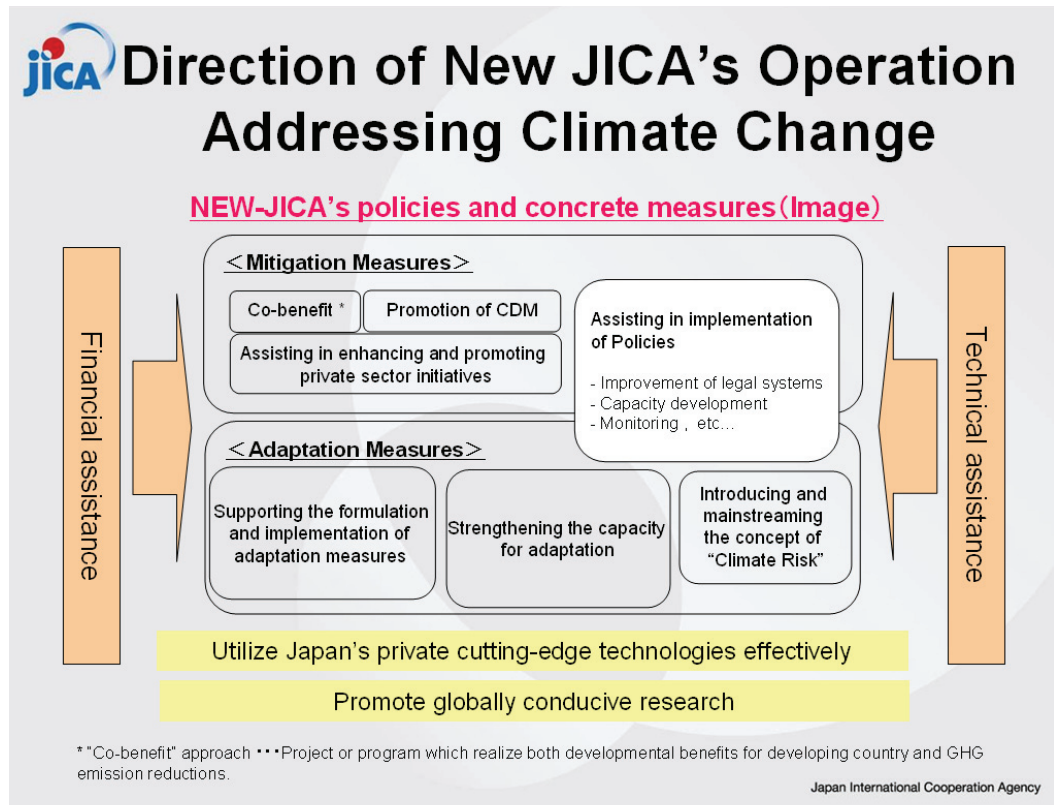 jica
Direction of New JICA's Operation
Addressing Climate Change
NEW-JICA's policies and concrete measures(Image)
Financial assistance
<Mitigation Measures>
Co-benefit *
Promotion of CDM
Assisting in enhancing and promoting
private sector initiatives
Assisting in implementation
of Policies
- Improvement of legal systems
- Capacity development
- Monitoring , etc...
<Adaptation Measures>
Supporting the formulation
and implementation of
adaptation measures
Strengthening the capacity
for adaptation
Introducing and
mainstreaming
the concept of
“Climate Risk”
Technical assistance
Utilize Japan's private cutting-edge technologies effectively
Promote globally conducive research
* “Co-benefit” approach ・・・Project or program which realize both developmental benefits for developing country and GHG
emission reductions.
Japan International Cooperation Agency